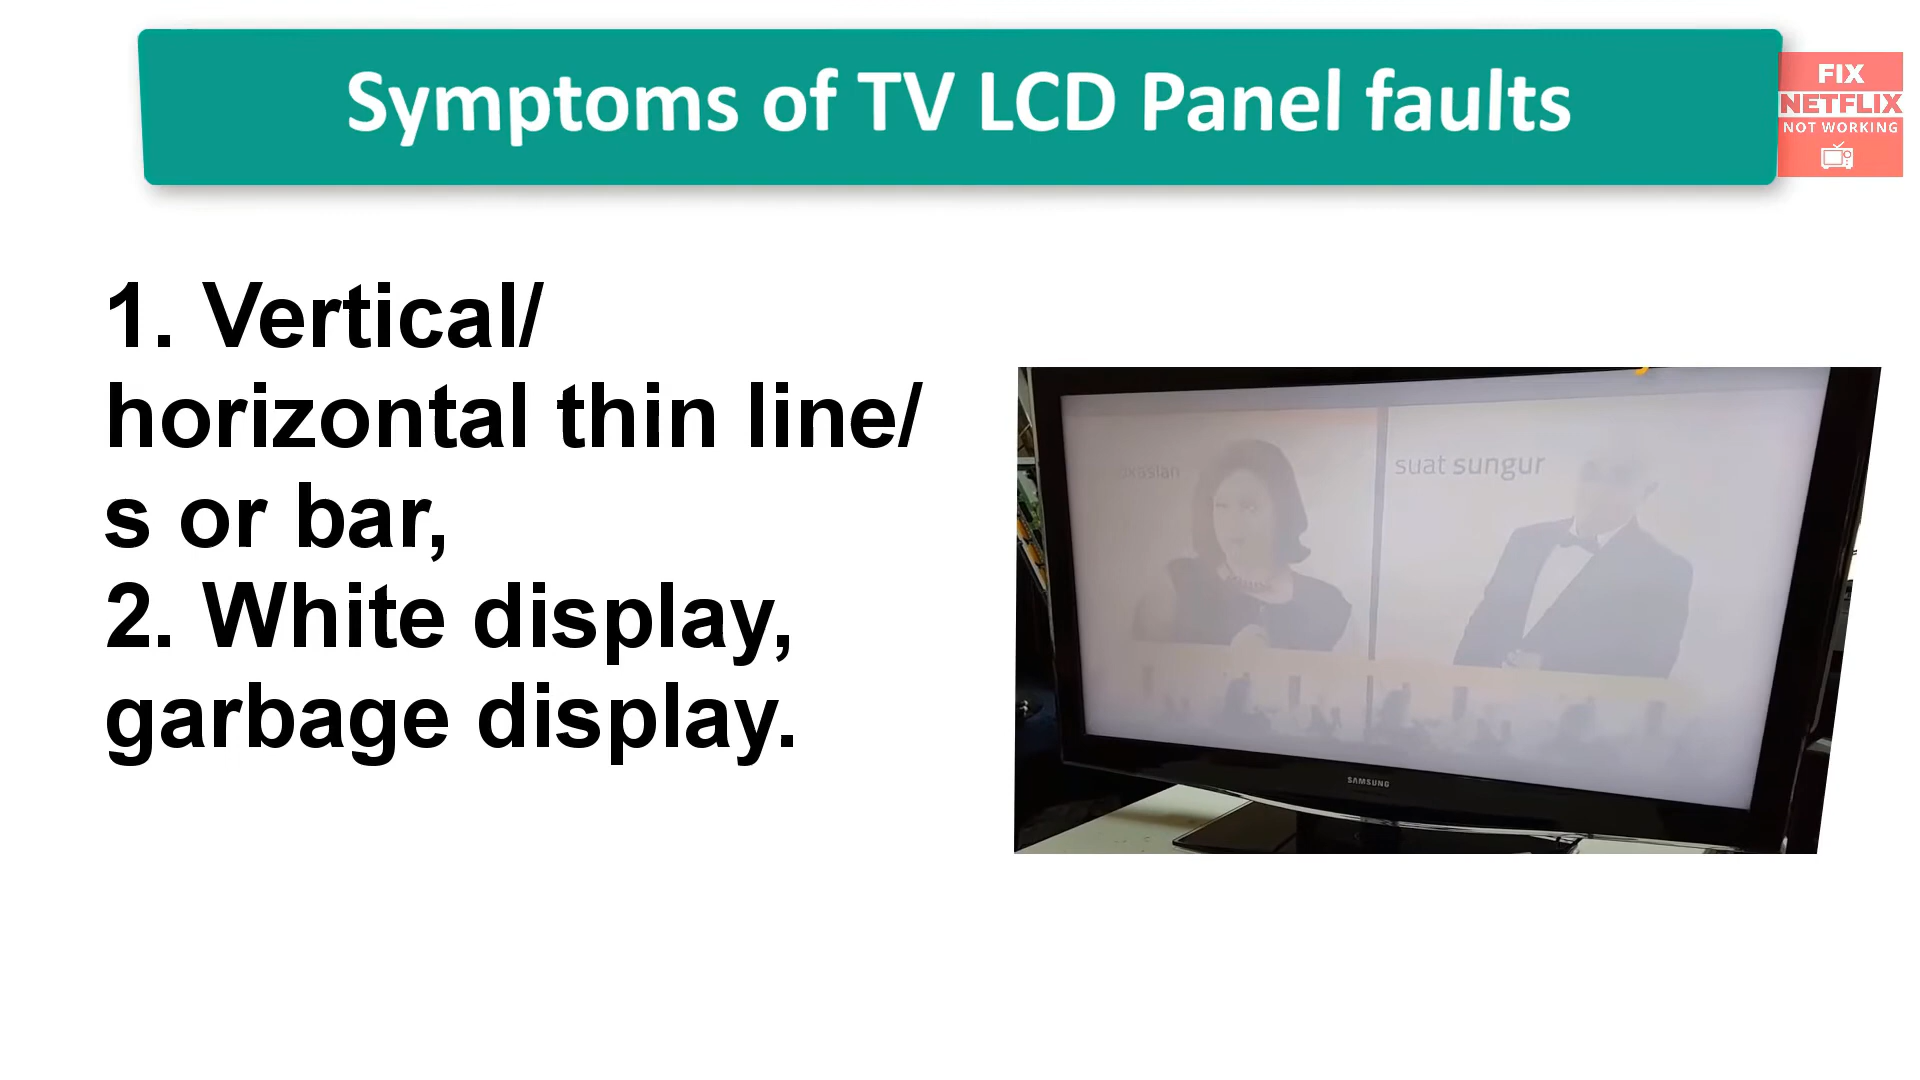 Symptoms of TV LCD Panel faults
FIX
NETFLIX
NOT WORKING
1. Vertical/
horizontal thin line/
s or bar,
2. White display,
garbage display.
suat sungur
SAMSUNG